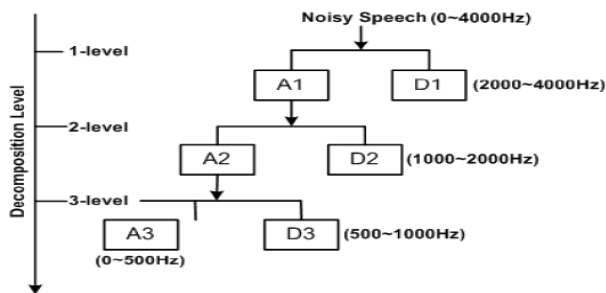 Noisy Speech (0~4000Hz)
1-level
A1
D1
(2000~4000Hz)
Decomposition Level
2-level
A2
D2
(1000~2000Hz)
3-level
A3
D3
(500~1000Hz)
(0~500Hz)